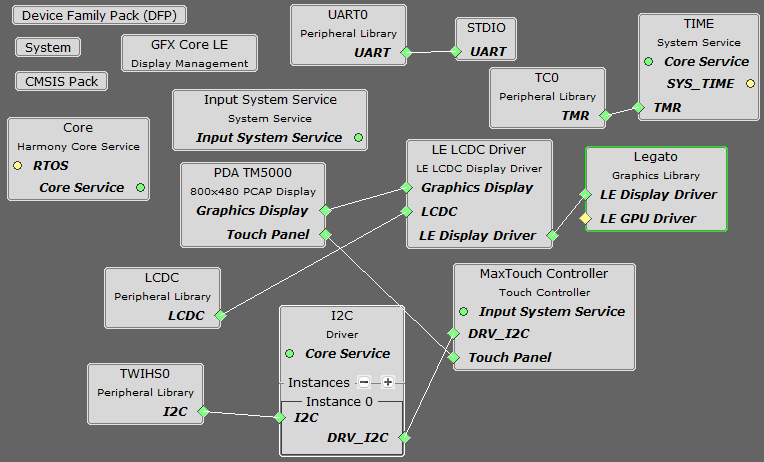 Device Family Pack (DFP)
System
CMSIS Pack
GFX Core LE
Display Management
UART0
Peripheral Library
UART
STDIO
UART
TIME
System Service
Core Service
SYS_TIME
TMR
TC0
Peripheral Library
TMR
Input System Service
System Service
Input System Service
Core
Harmony Core Service
RTOS
Core Service
PDA TM5000
800x480 PCAP Display
Graphics Display
Touch Panel
LE LCDC Driver
LE LCDC Display Driver
Graphics Display
LCDC
LE Display Driver
Legato
Graphics Library
LE Display Driver
LE GPU Driver
LCDC
Peripheral Library
LCDC
I2C
Driver
Core Service
Instances
Instance 0
I2C
DRV_I2C
MaxTouch Controller
Touch Controller
Input System Service
DRV_I2C
Touch Panel
TWIHS0
Peripheral Library
I2C